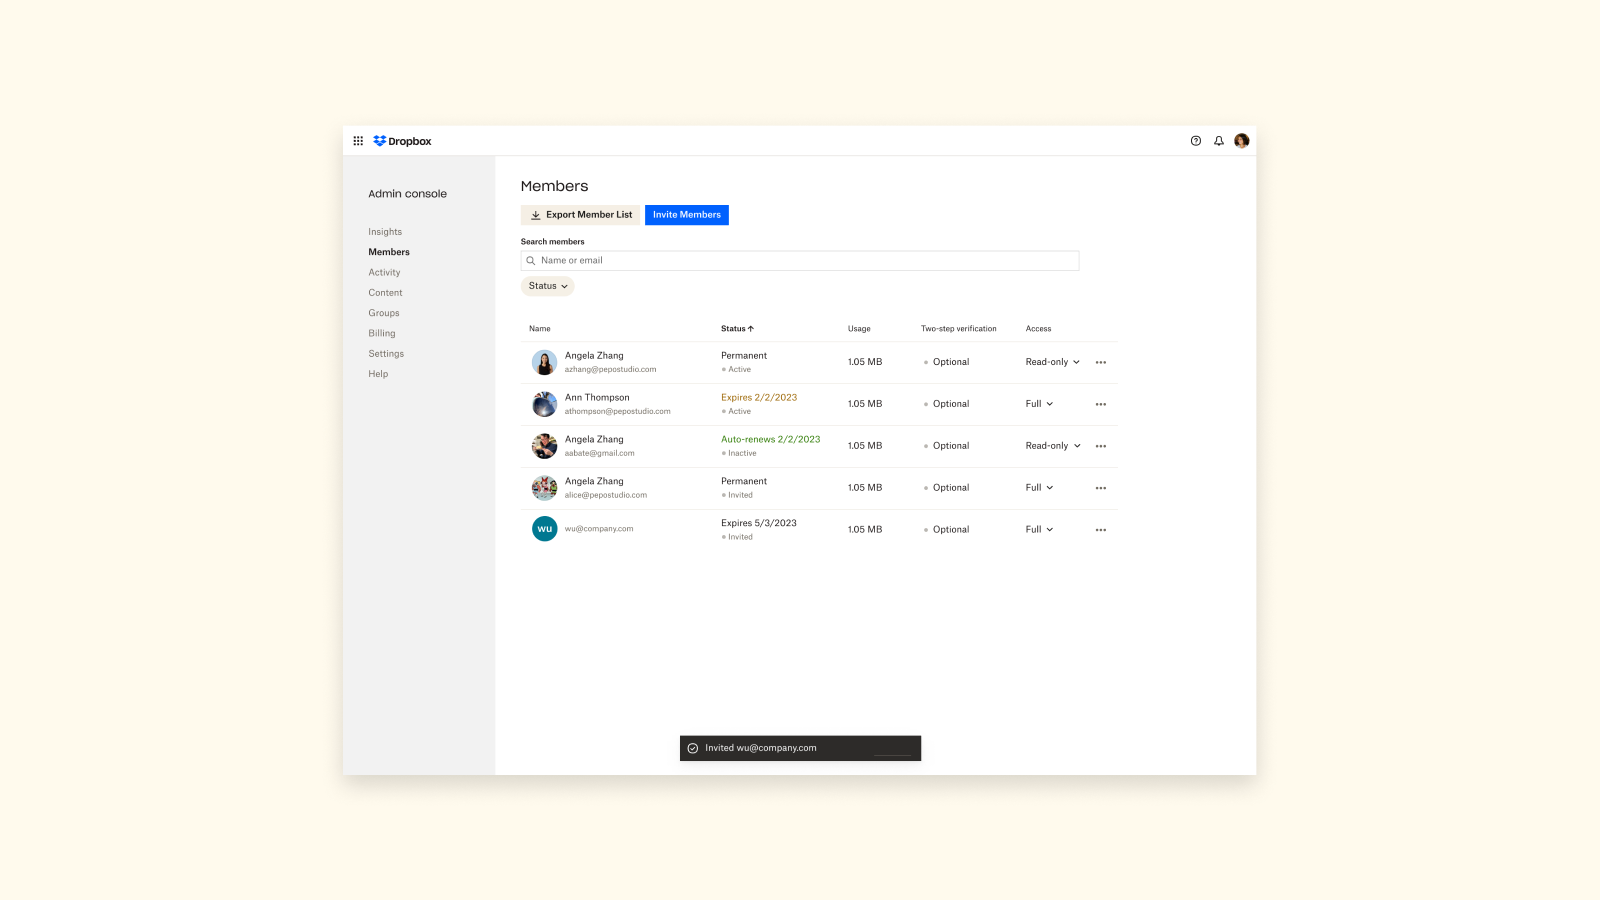 Dropbox
Admin console
Insights
Members
Activity
Content
Groups
Billing
Settings
Help
Members
Export Member List
Invite Members
Search members
Name or email
Status
Name Status Usage Two-step verification Access
Angela Zhang
azhang@pepostudio.com
Permanent
Active
1.05 MB
Optional
Read-only
Ann Thompson
athompson@pepostudio.com
Expires 2/2/2023
Active
1.05 MB
Optional
Full
Angela Zhang
aabate@gmail.com
Auto-renews 2/2/2023
Inactive
1.05 MB
Optional
Read-only
Angela Zhang
alice@pepostudio.com
Permanent
Invited
1.05 MB
Optional
Full
wu
wu@company.com
Expires 5/3/2023
Invited
1.05 MB
Optional
Full
Invited wu@company.com